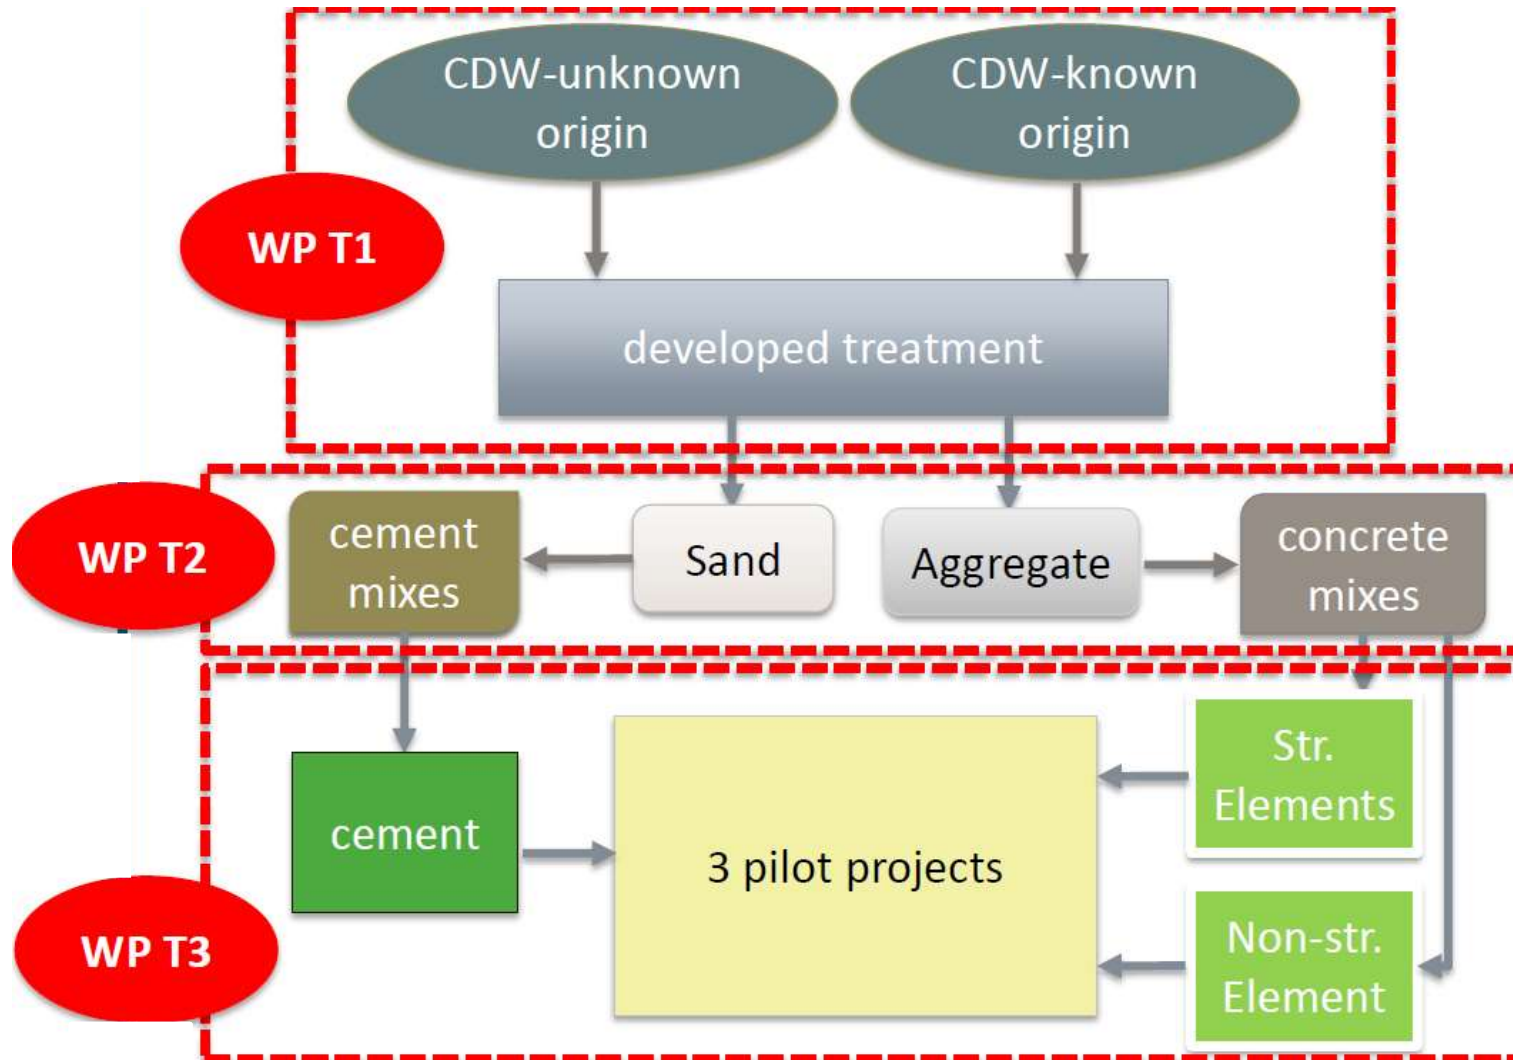 CDW-unknown
origin
CDW-known
origin
WP T1
developed treatment
WP T2
cement
mixes
Sand
Aggregate
concrete
mixes
cement
3 pilot projects
Str.
Elements
Non-str.
Element
WP T3